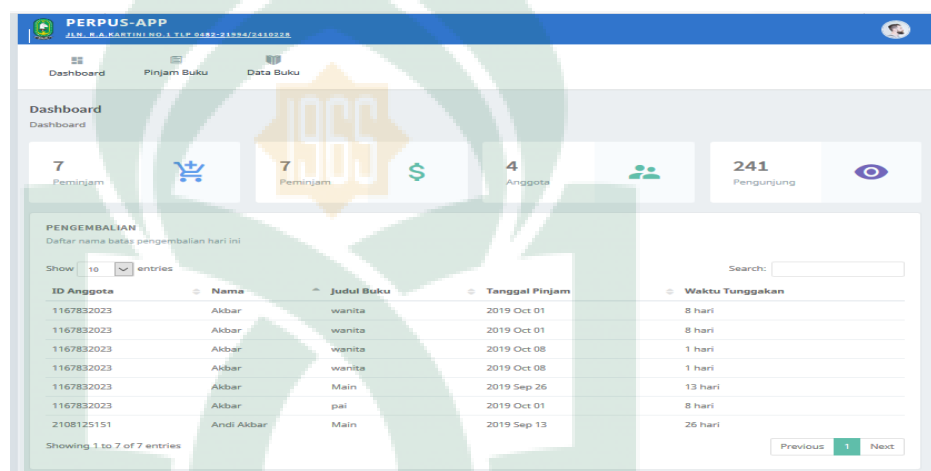 PERPUS-APP
JLN. R.A.KARTINI NO.1 TLP 0482-21994/2410228
Dashboard Pinjam Buku Data Buku
Dashboard
Dashboard
7 7 4 241
Peminjam Peminjam Anggota Pengunjung
PENGEMBALIAN
Daftar nama batas pengembalian hari ini
Show 10 entries Search:
ID Anggota Nama Judul Buku Tanggal Pinjam Waktu Tunggakan
1167832023 Akbar wanita 2019 Oct 01 8 hari
1167832023 Akbar wanita 2019 Oct 01 8 hari
1167832023 Akbar wanita 2019 Oct 08 1 hari
1167832023 Akbar wanita 2019 Oct 08 1 hari
1167832023 Akbar Main 2019 Sep 26 13 hari
1167832023 Akbar pai 2019 Oct 01 8 hari
2108125151 Andi Akbar Main 2019 Sep 13 26 hari
Showing 1 to 7 of 7 entries Previous 1 Next
1965